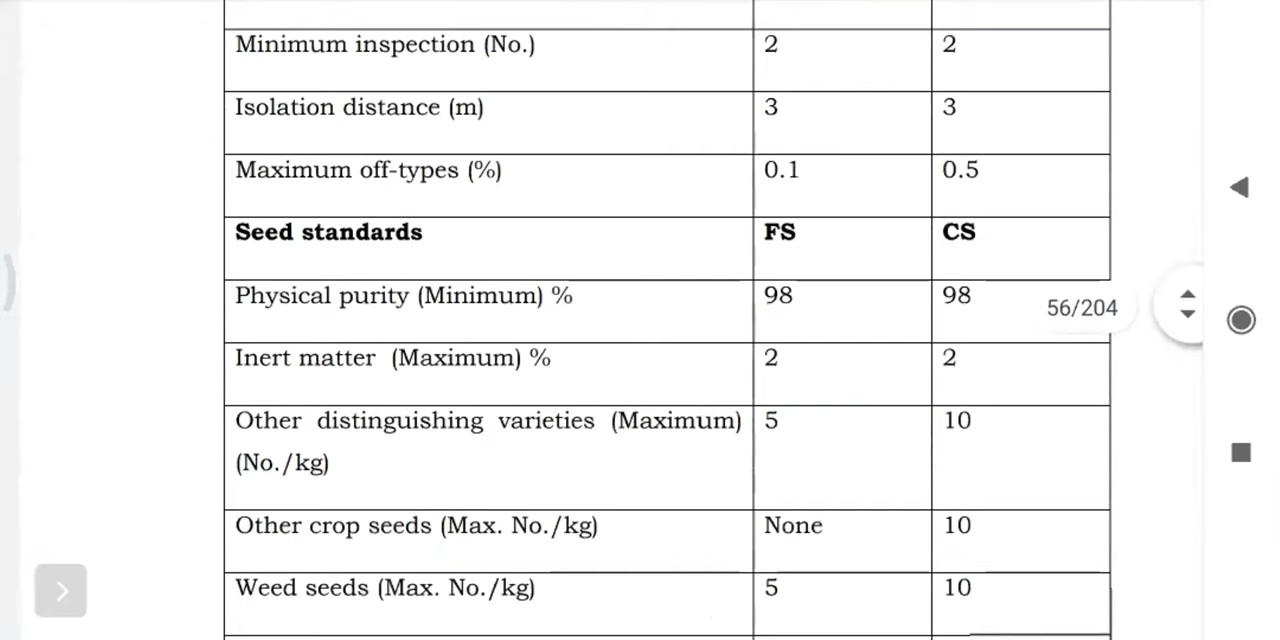 Minimum inspection (No.) 2 2
Isolation distance (m) 3 3
Maximum off-types (%) 0.1 0.5
Seed standards FS CS
Physical purity (Minimum) % 98 98
56/204
Inert matter (Maximum) % 2 2
Other distinguishing varieties (Maximum) 5 10
(No./kg)
Other crop seeds (Max. No./kg) None 10
Weed seeds (Max. No./kg) 5 10